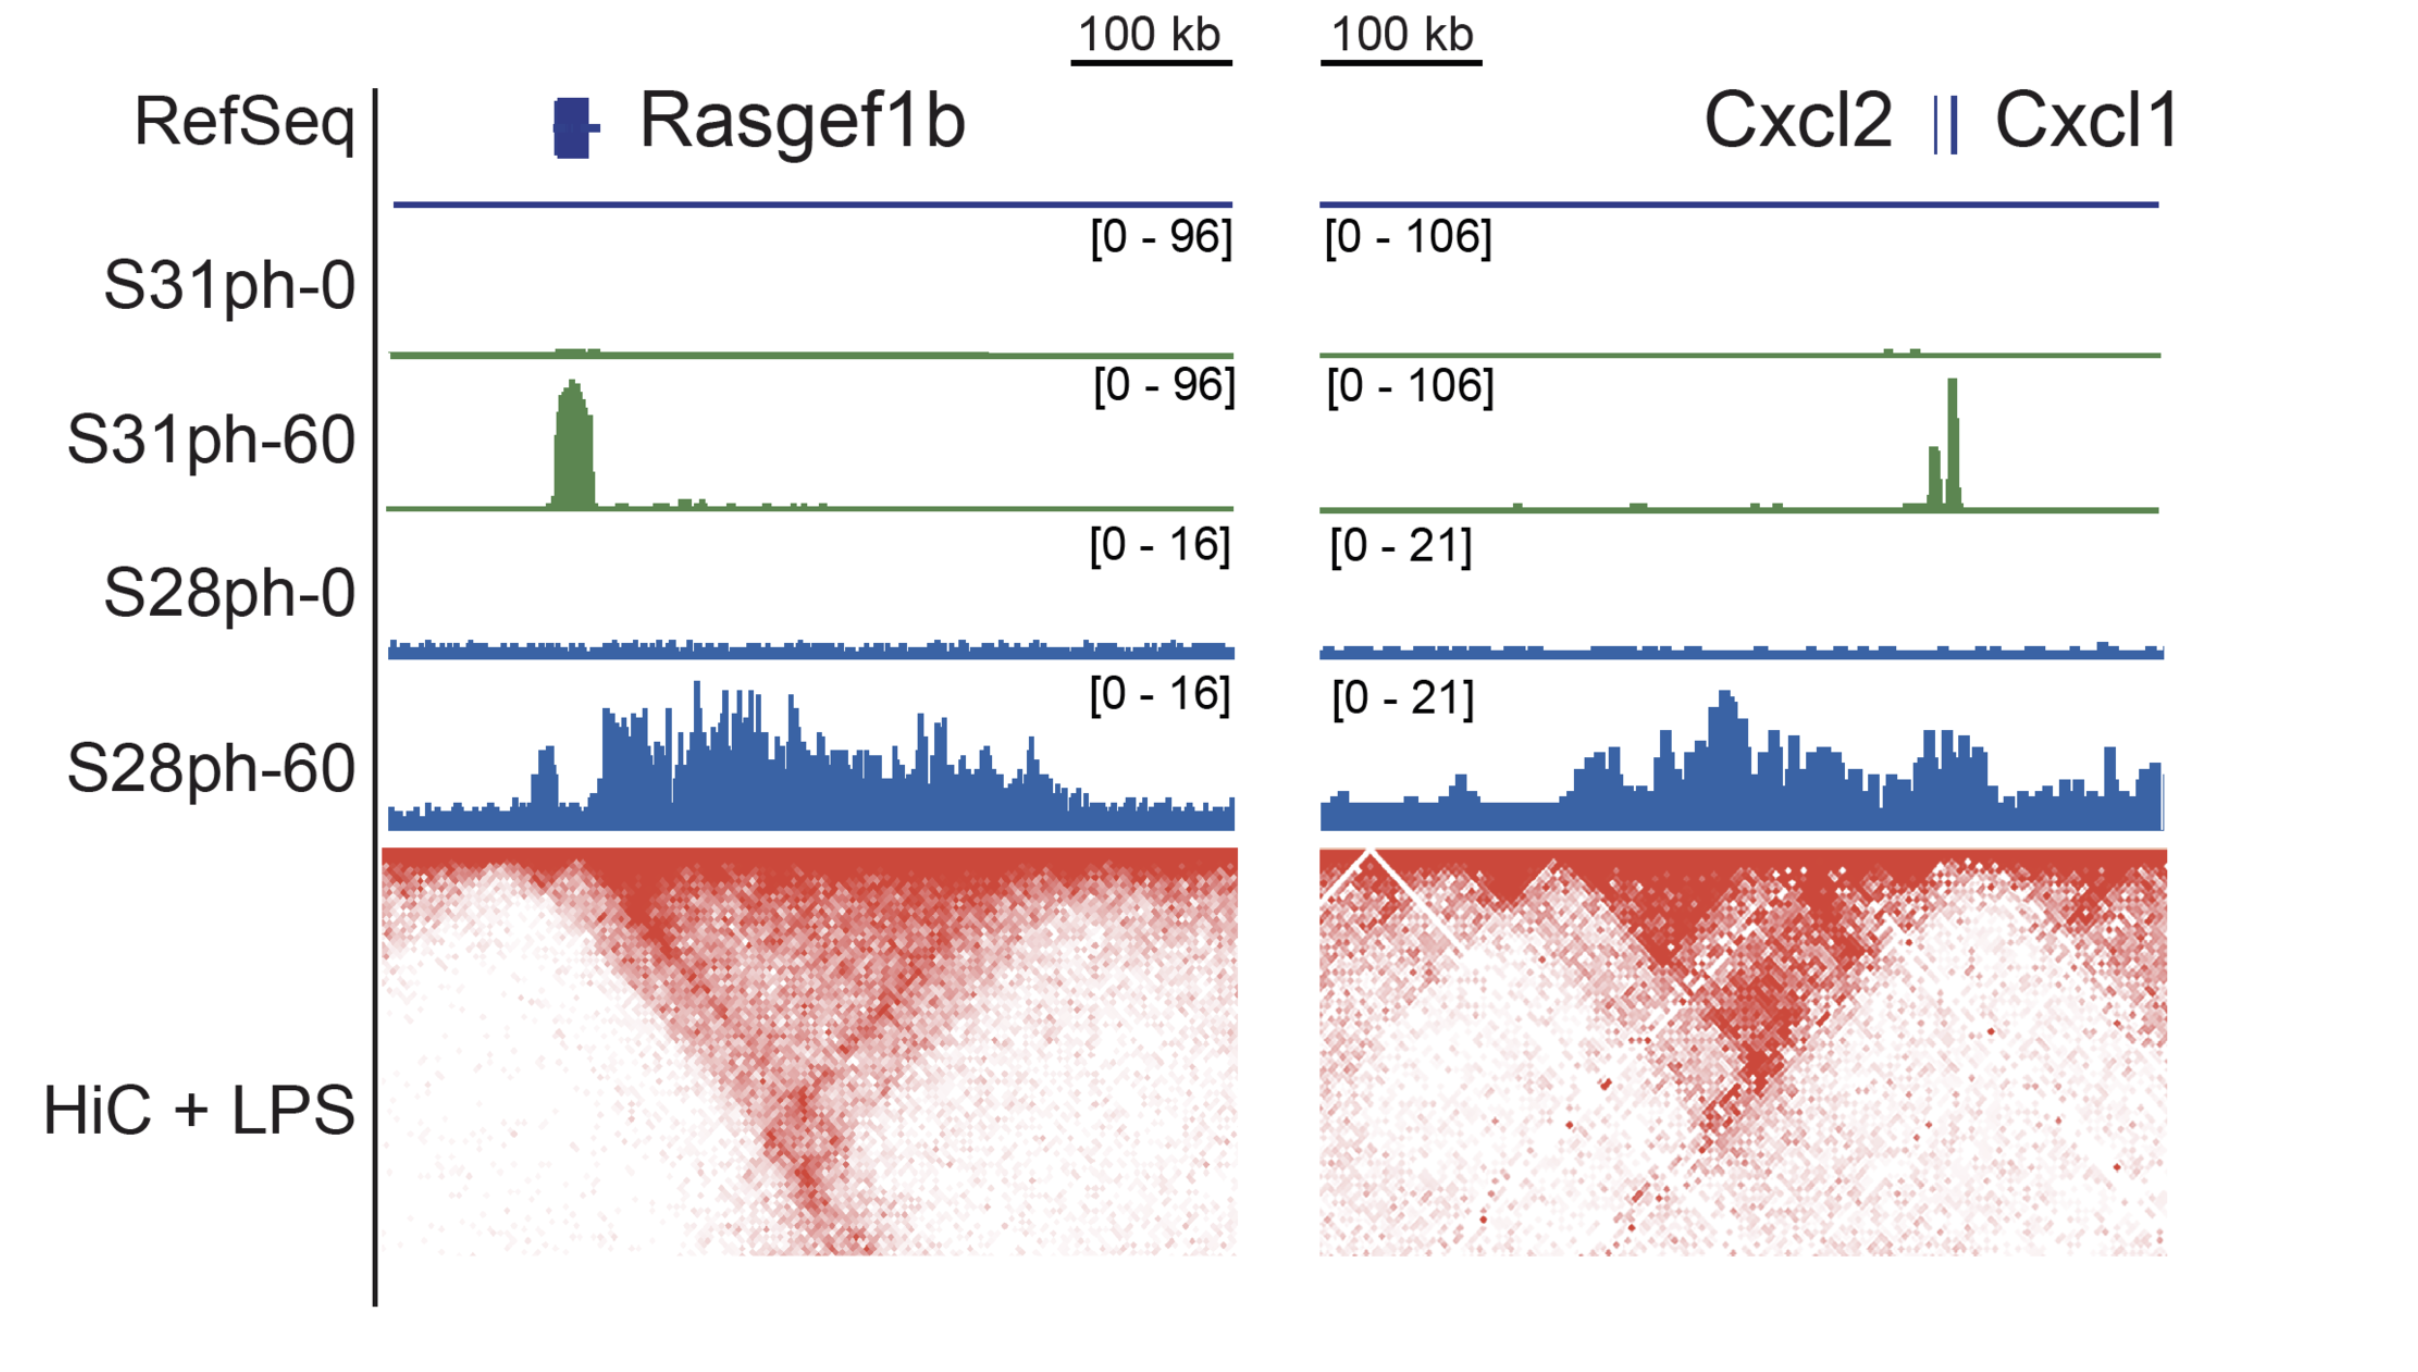 100 kb 100 kb
RefSeq Rasgef1b Cxcl2 Cxcl1
[0 - 96] [0 - 106]
S31ph-0
[0 - 96] [0 - 106]
S31ph-60
[0 - 16] [0 - 21]
S28ph-0
[0 - 16] [0 - 21]
S28ph-60
HiC + LPS